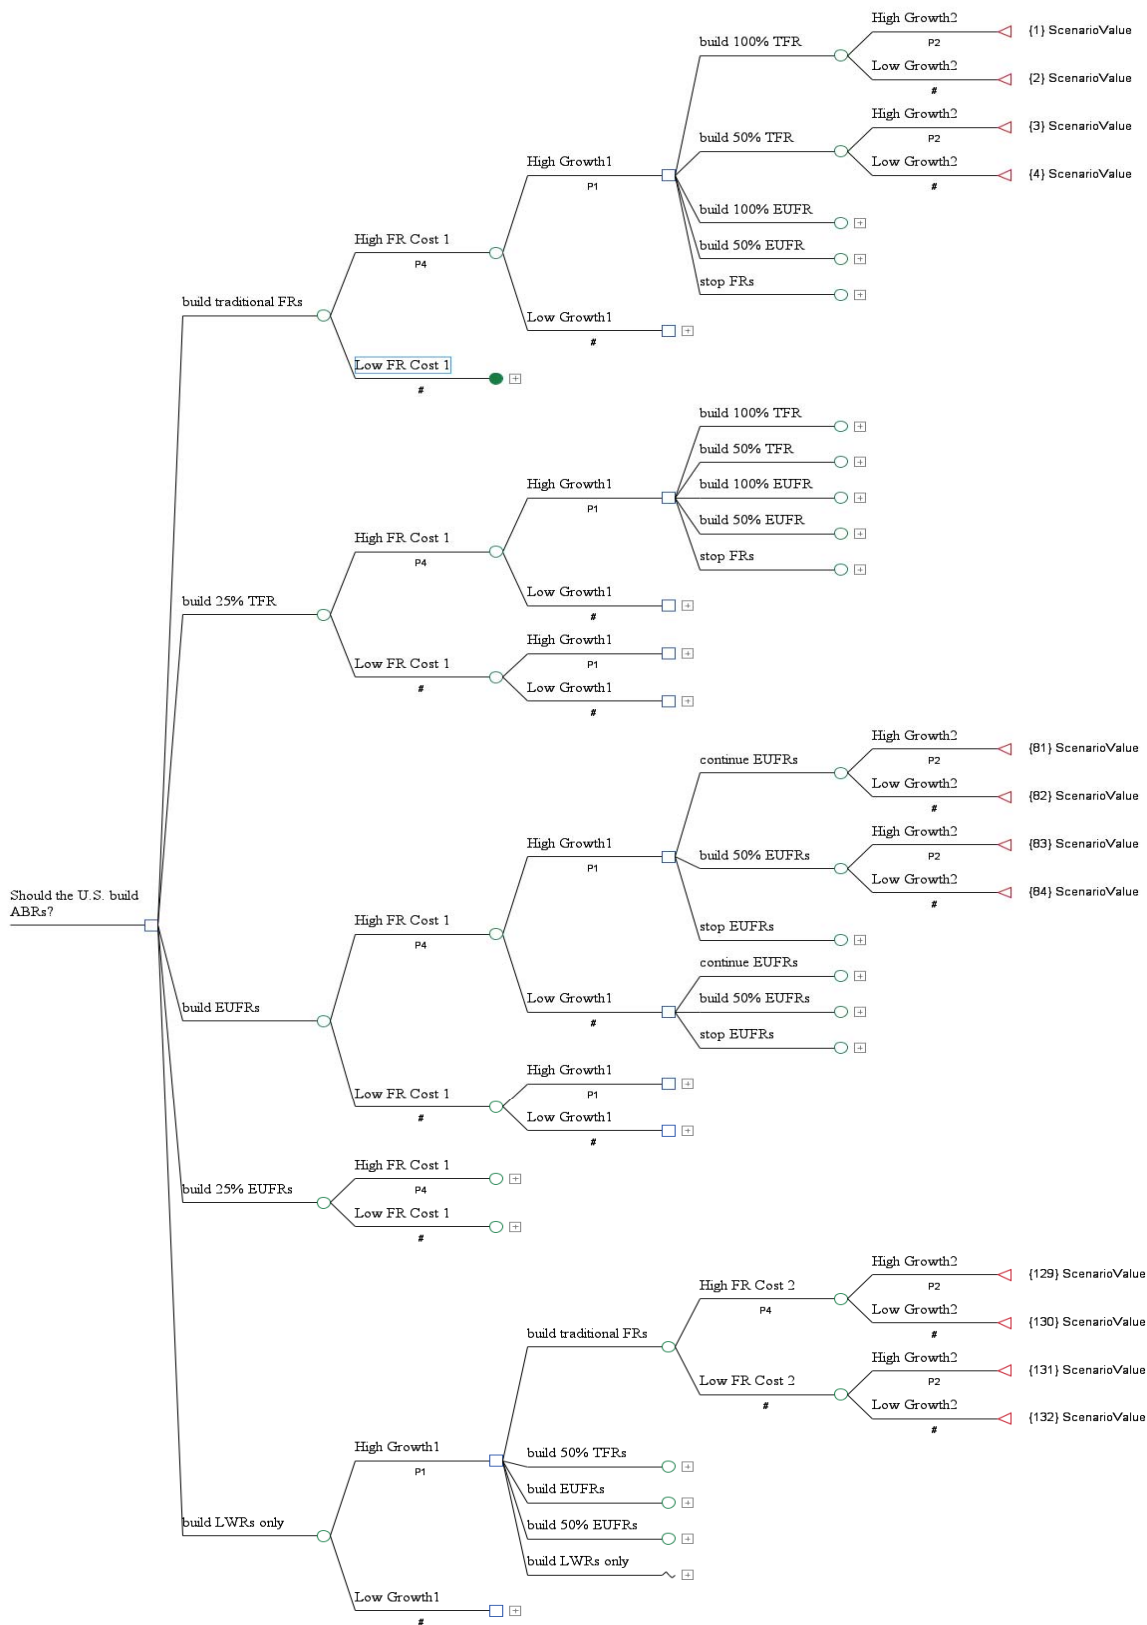 High Growth2
P2
{1} ScenarioValue
build 100% TFR
Low Growth2
#
{2} ScenarioValue
High Growth2
P2
{3} ScenarioValue
build 50% TFR
Low Growth2
#
{4} ScenarioValue
High Growth1
P1
build 100% EUFR
build 50% EUFR
stop FRs
High FR Cost 1
P4
Low Growth1
#
build traditional FRs
Low FR Cost 1
#
build 100% TFR
build 50% TFR
High Growth1
P1
build 100% EUFR
build 50% EUFR
stop FRs
High FR Cost 1
P4
Low Growth1
#
build 25% TFR
High Growth1
P1
Low FR Cost 1
#
Low Growth1
#
High Growth2
P2
{81} ScenarioValue
continue EUFRs
Low Growth2
#
{82} ScenarioValue
High Growth2
P2
{83} ScenarioValue
High Growth1
P1
build 50% EUFRs
Low Growth2
#
{84} ScenarioValue
Should the U.S. build
ABRs?
High FR Cost 1
P4
stop EUFRs
continue EUFRs
Low Growth1
#
build 50% EUFRs
stop EUFRs
build EUFRs
High Growth1
P1
Low FR Cost 1
#
Low Growth1
#
High FR Cost 1
P4
build 25% EUFRs
Low FR Cost 1
#
High Growth2
P2
{129} ScenarioValue
High FR Cost 2
P4
Low Growth2
#
{130} ScenarioValue
build traditional FRs
High Growth2
P2
{131} ScenarioValue
Low FR Cost 2
#
Low Growth2
#
{132} ScenarioValue
High Growth1
P1
build 50% TFRs
build EUFRs
build 50% EUFRs
build LWRs only
build LWRs only
Low Growth1
#